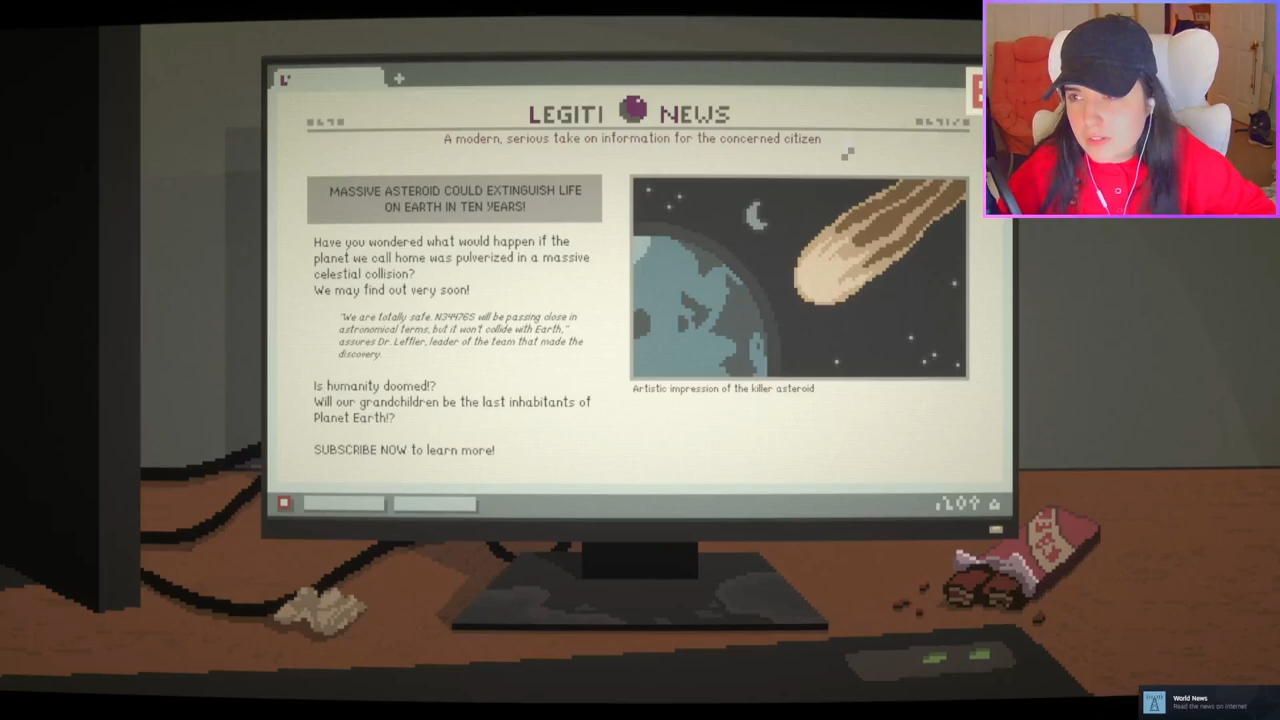 LEGITI NEWS
A modern, serious take on information for the concerned citizen
MASSIVE ASTEROID COULD EXTINGUISH LIFE
ON EARTH IN TEN YEARS!
Have you wondered what would happen if the
planet we call home was pulverized in a massive
celestial collision?
We may find out very soon!
"We are totally safe. N34476S will be passing close in
astronomical terms, but it won't collide with Earth,"
assures Dr. Leffler, leader of the team that made the
discovery.
Is humanity doomed!?
Will our grandchildren be the last inhabitants of
Planet Earth!?
SUBSCRIBE NOW to learn more!
Artistic impression of the killer asteroid
World News
Read the news on Internet